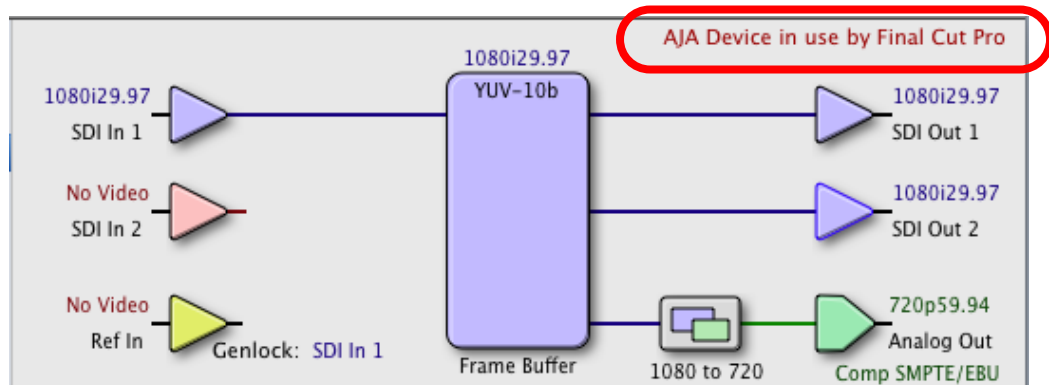 AJA Device in use by Final Cut Pro
1080i29.97
YUV-10b
1080i29.97
SDI In 1
1080i29.97
SDI Out 1
No Video
SDI In 2
1080i29.97
SDI Out 2
No Video
Ref In
Genlock: SDI In 1
Frame Buffer
1080 to 720
720p59.94
Analog Out
Comp SMPTE/EBU